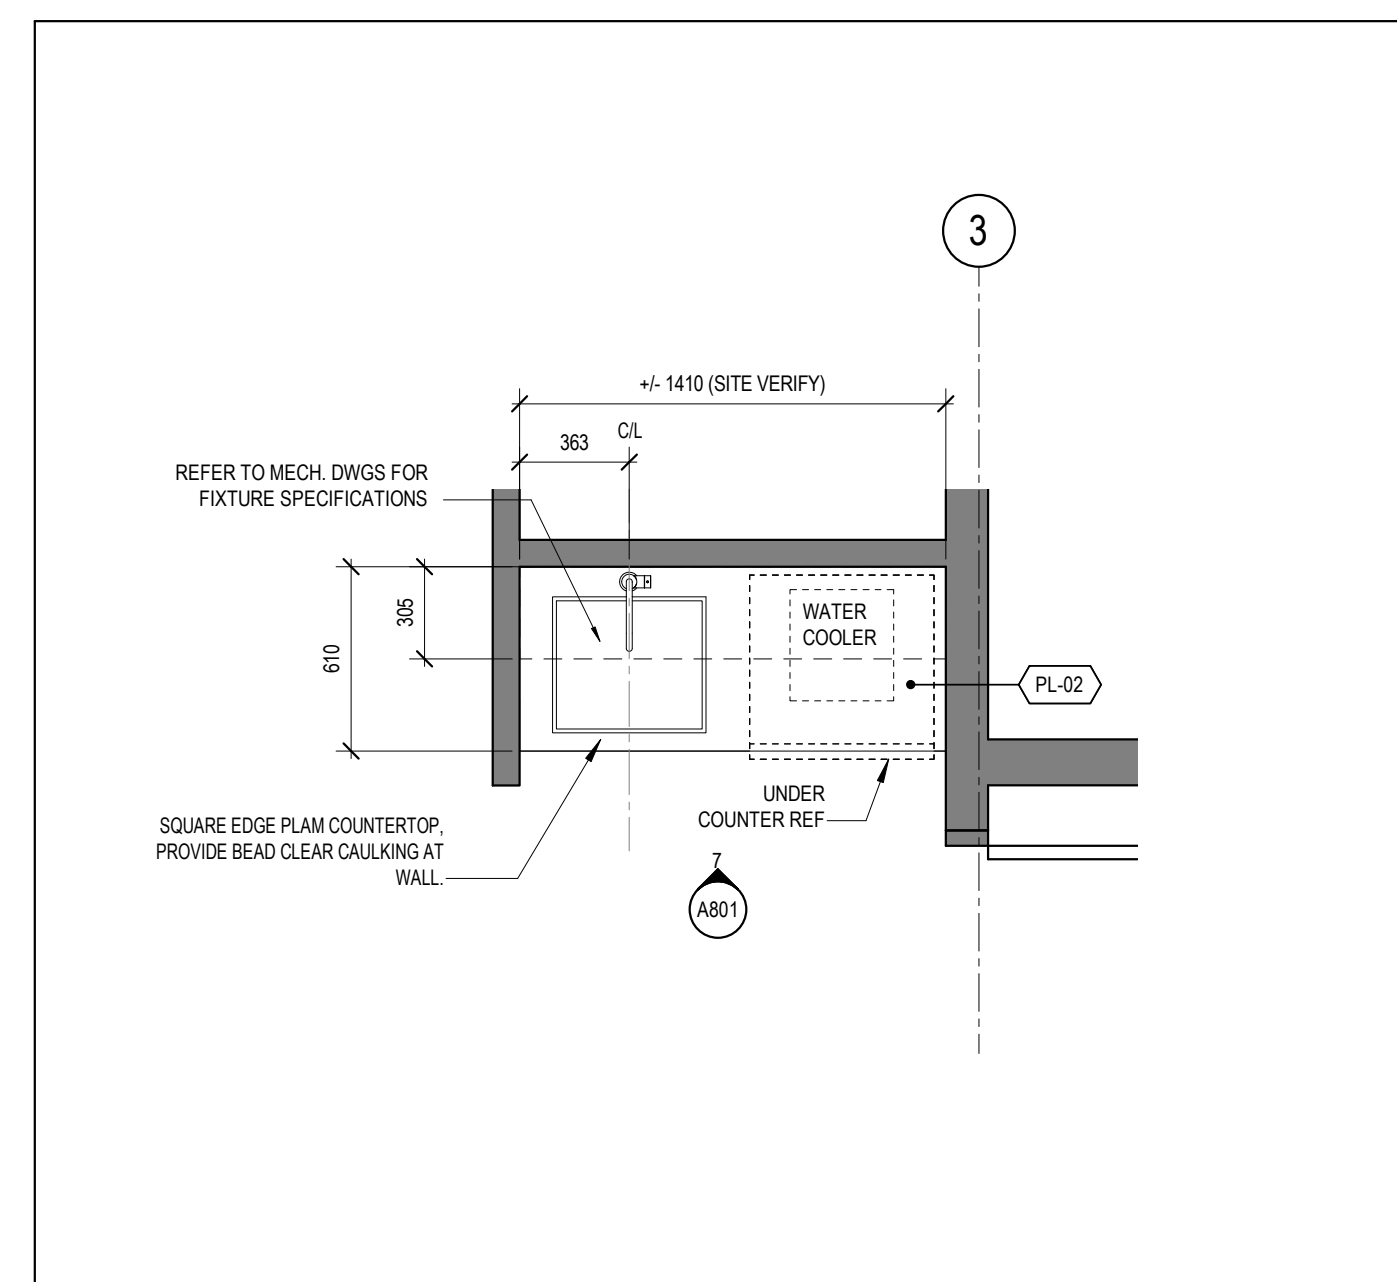 3
+/- 1410 (SITE VERIFY)
363
C/L
REFER TO MECH. DWGS FOR
FIXTURE SPECIFICATIONS
305
610
WATER
COOLER
PL-02
UNDER
COUNTER REF
SQUARE EDGE PLAM COUNTERTOP,
PROVIDE BEAD CLEAR CAULKING AT
WALL.
7
A801